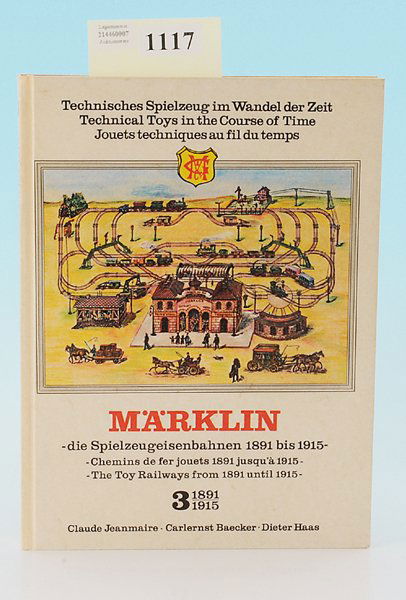 214460007
1117
Technisches Spielzeug im Wandel der Zeit
Technical Toys in the Course of Time
Jouets techniques au fil du temps
MÄRKLIN
-die Spielzeugeisenbahnen 1891 bis 1915-
-Chemins de fer jouets 1891 jusqu'à 1915-
-The Toy Railways from 1891 until 1915-
3 1891
1915
Claude Jeanmaire · Carlernst Baecker · Dieter Haas